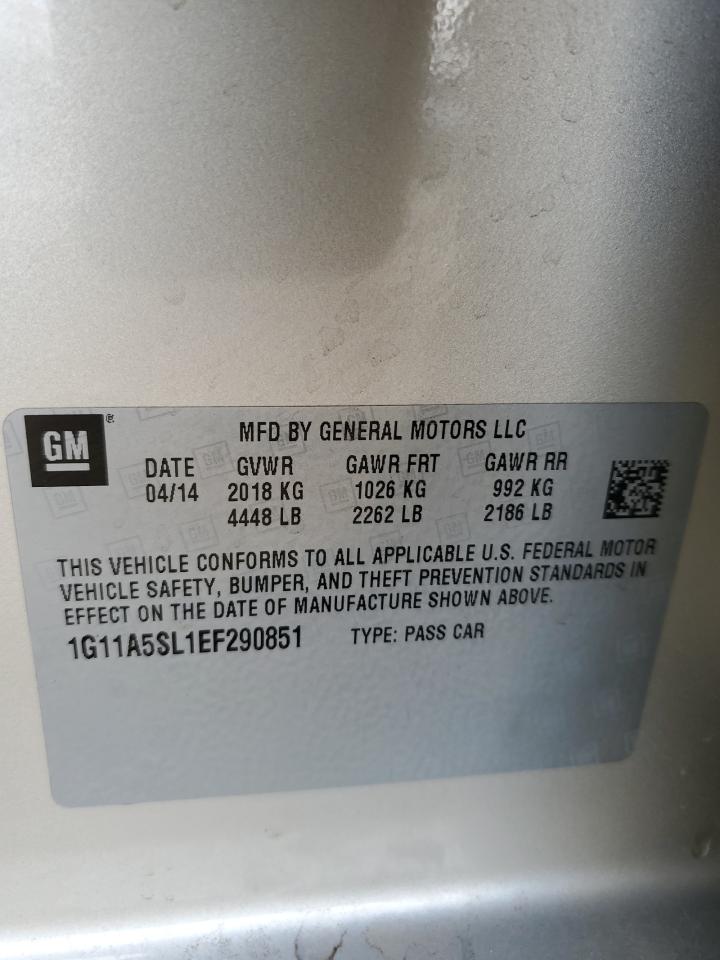 GM®
MFD BY GENERAL MOTORS LLC
DATE GVWR GAWR FRT GAWR RR
04/14 2018 KG 1026 KG 992 KG
4448 LB 2262 LB 2186 LB
THIS VEHICLE CONFORMS TO ALL APPLICABLE U.S. FEDERAL MOTOR
VEHICLE SAFETY, BUMPER, AND THEFT PREVENTION STANDARDS IN
EFFECT ON THE DATE OF MANUFACTURE SHOWN ABOVE.
1G11A5SL1EF290851 TYPE: PASS CAR